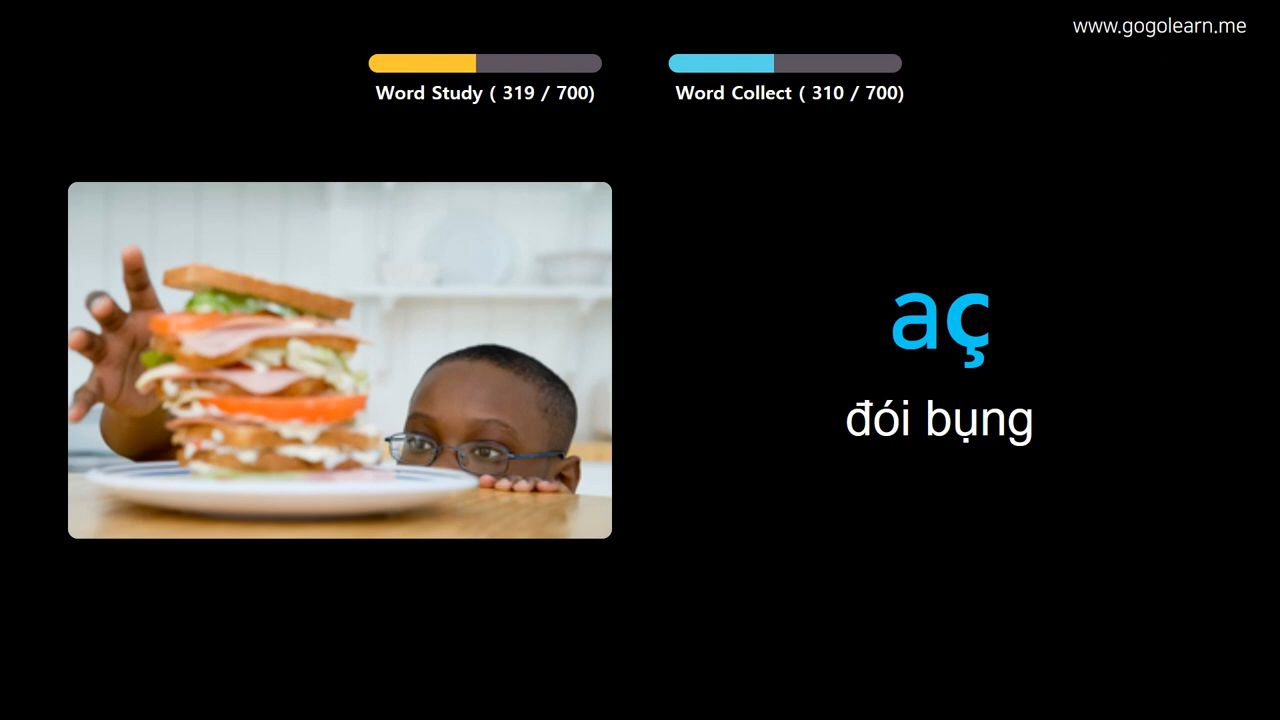 www.gogolearn.me
Word Study ( 319 / 700)
Word Collect ( 310 / 700)
aç
đói bụng